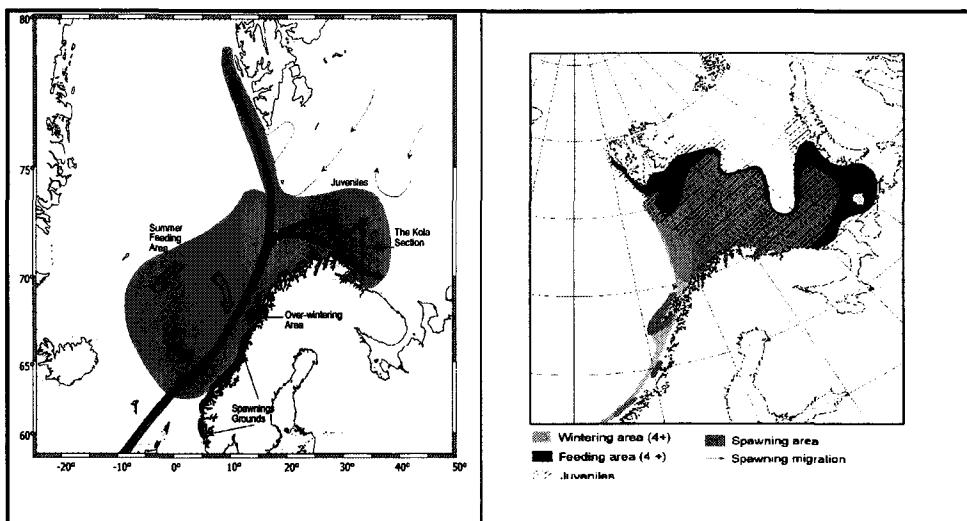 80°
75°
70°
65°
60°
Juveniles
Summer
Feeding
Area
The Kola
Section
Over-wintering
Area
Spawnings
Grounds
-20° -10° 0° 10° 20° 30° 40° 50°
Wintering area (4+)
Feeding area (4 +)
Juveniles
Spawning area
Spawning migration